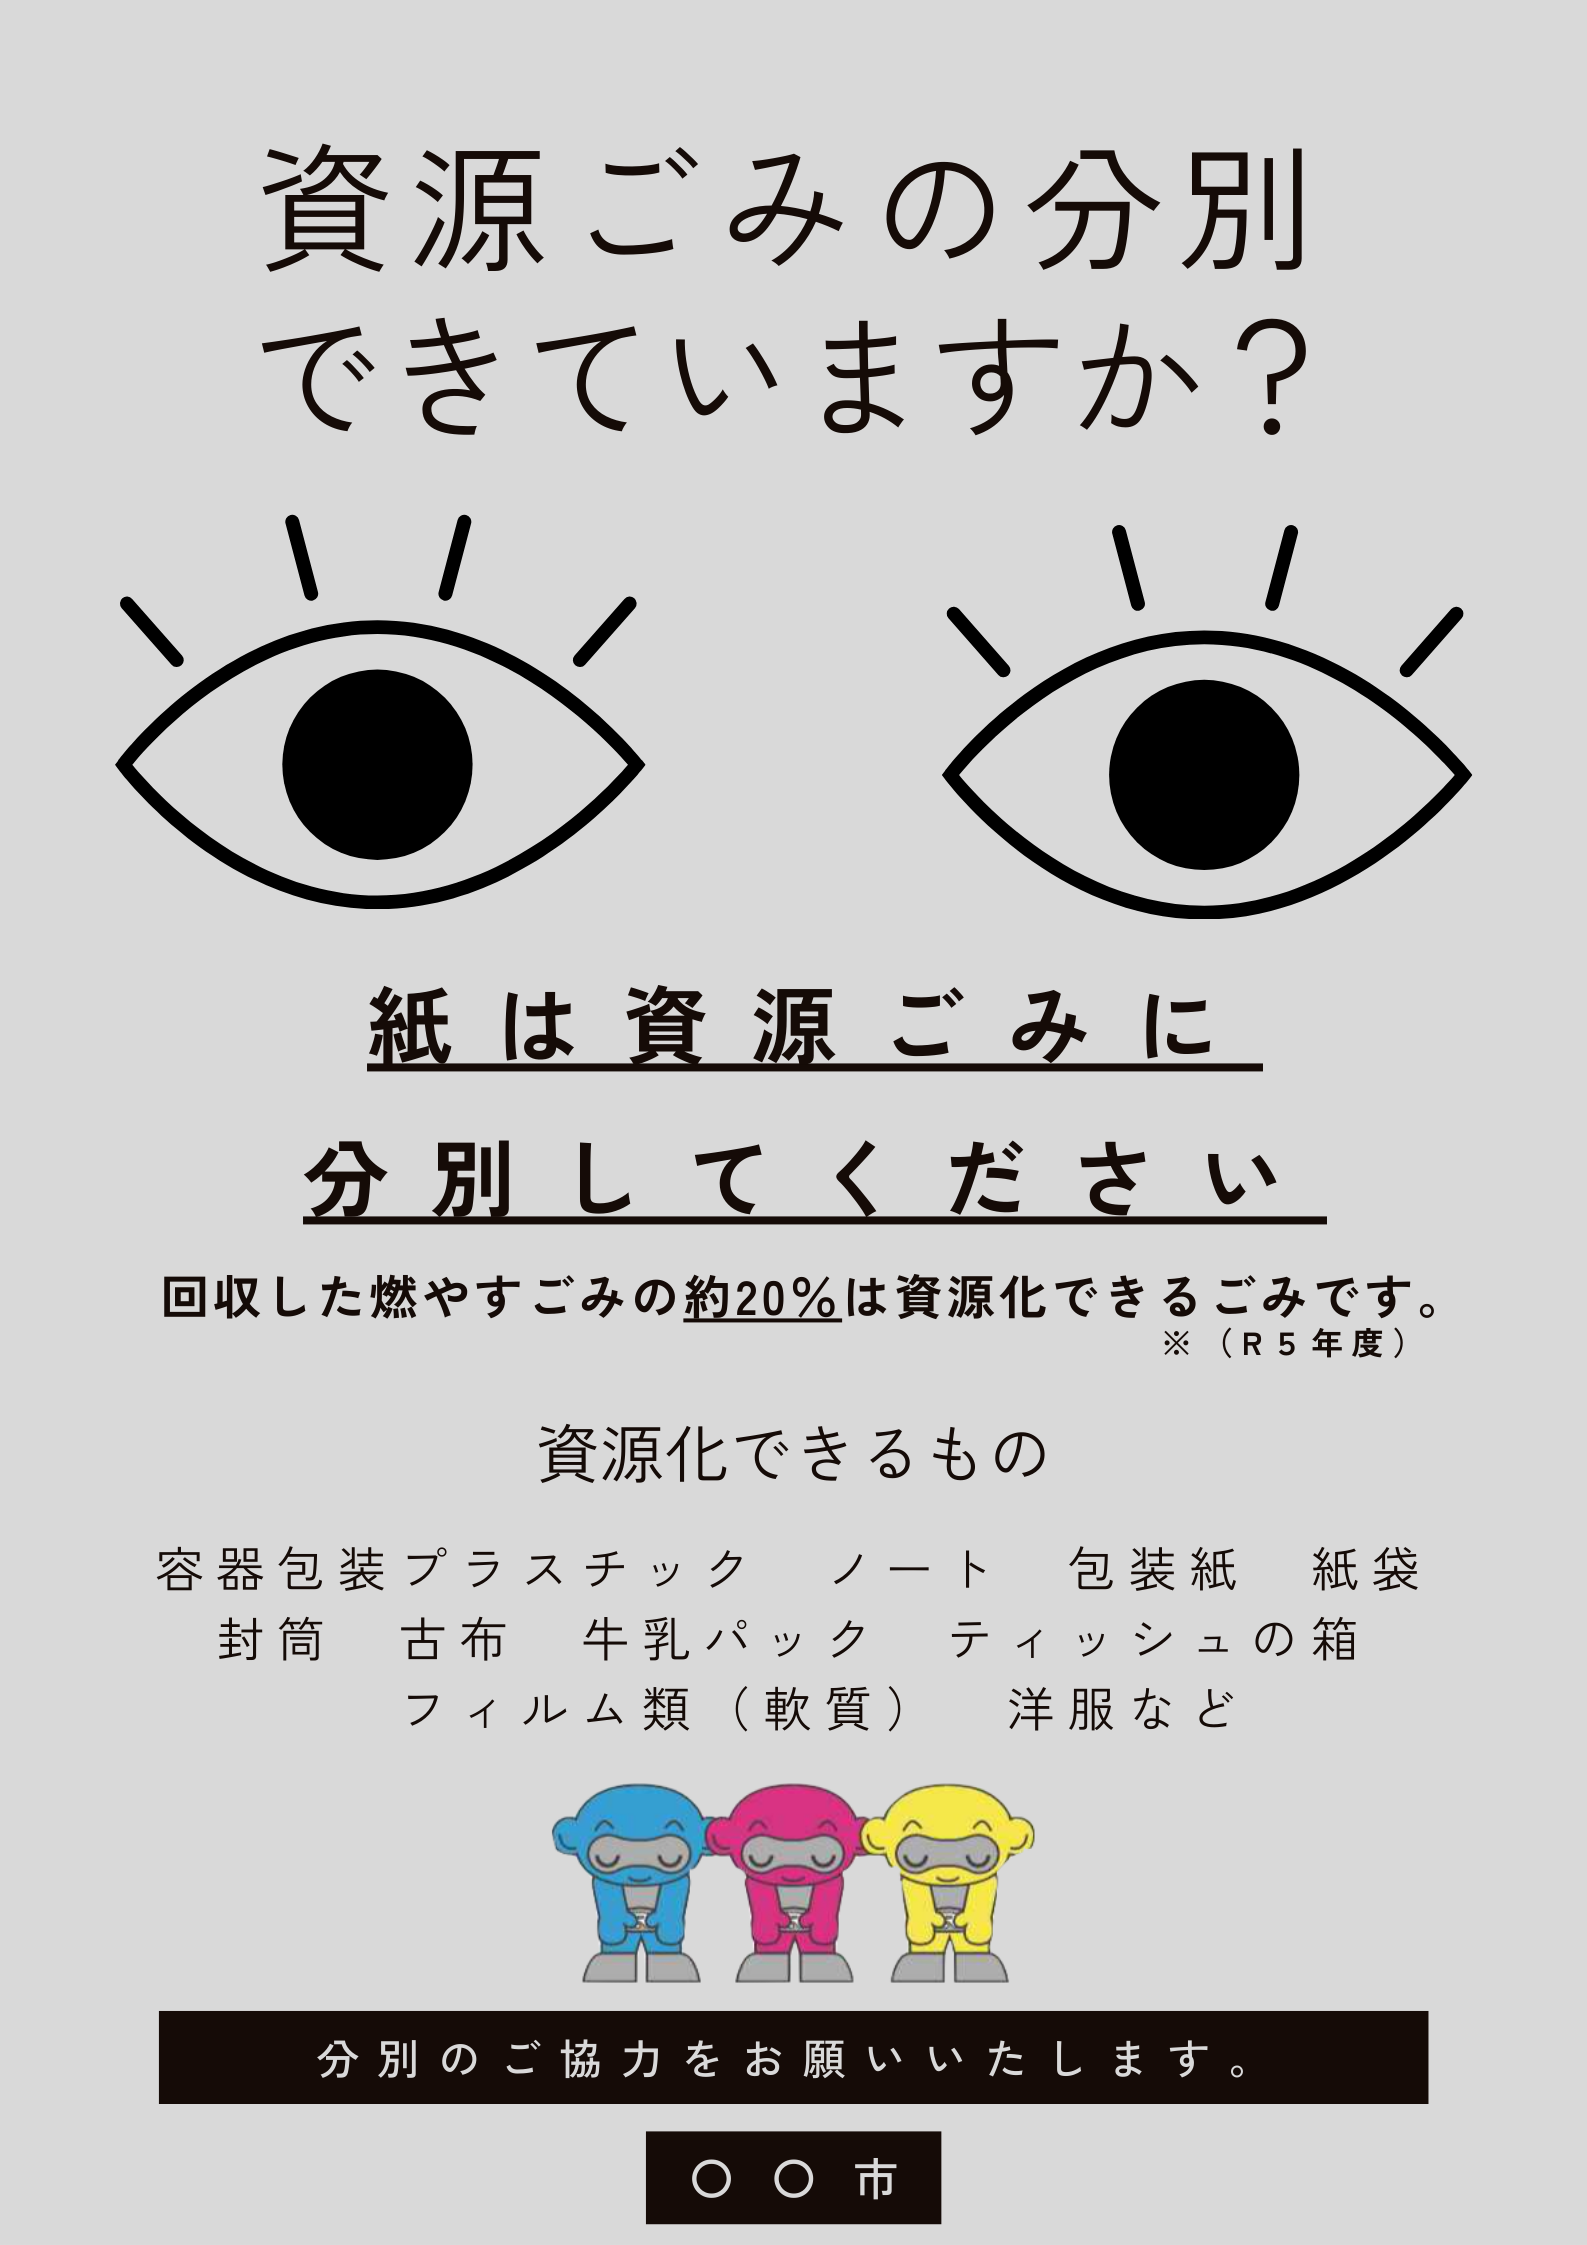 資源ごみの分別
できていますか？
紙は資源ごみに
分別してください
回収した燃やすごみの約20％は資源化できるごみです。
※（R５年度）
資源化できるもの
容器包装プラスチック　ノート　包装紙　紙袋
封筒　古布　牛乳パック　ティッシュの箱
フィルム類（軟質）　洋服など
分別のご協力をお願いいたします。
〇〇市